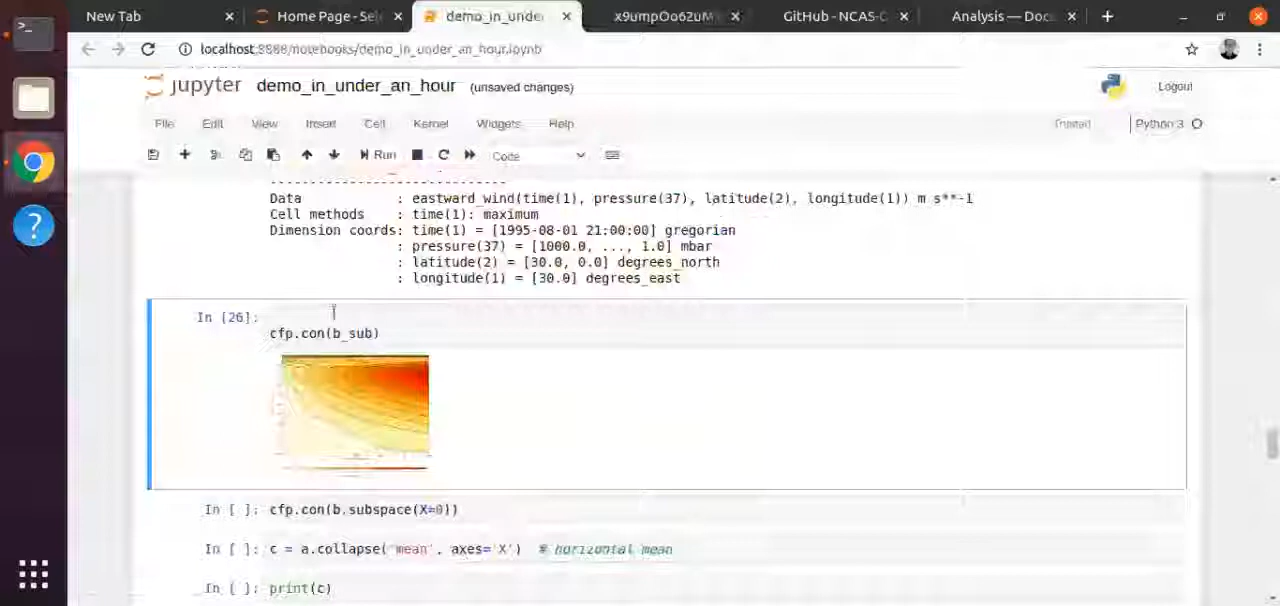 New Tab
Home Page - Sel
demo_in_unde
x9umpOo62uM
GitHub - NCAS-C
Analysis — Doc
localhost:8888/notebooks/demo_in_under_an_hour.ipynb
jupyter demo_in_under_an_hour (unsaved changes)
Logout
File Edit View Insert Cell Kernel Widgets Help
Trusted Python 3
Run Code
Data : eastward_wind(time(1), pressure(37), latitude(2), longitude(1)) m s**-1
Cell methods : time(1): maximum
Dimension coords: time(1) = [1995-08-01 21:00:00] gregorian
: pressure(37) = [1000.0, ..., 1.0] mbar
: latitude(2) = [30.0, 0.0] degrees_north
: longitude(1) = [30.0] degrees_east
In [26]:
cfp.con(b_sub)
In [ ]: cfp.con(b.subspace(X=0))
In [ ]: c = a.collapse('mean', axes='X') # horizontal mean
In [ ]: print(c)